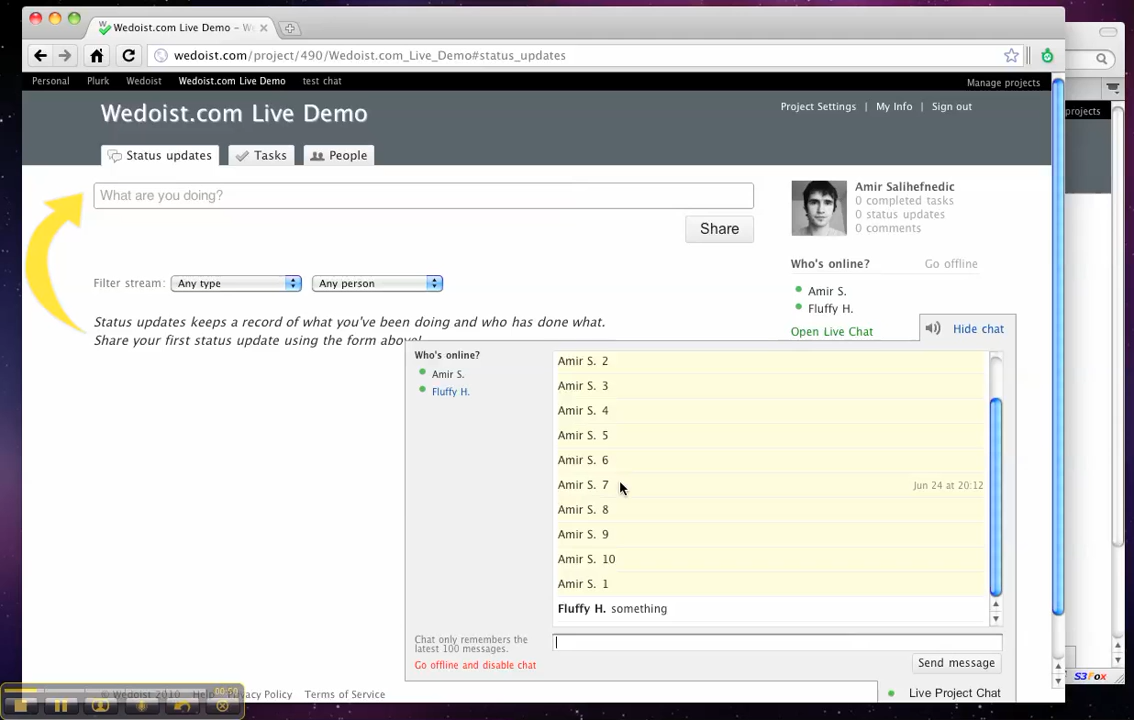 Wedoist.com Live Demo – W
wedoist.com/project/490/Wedoist.com_Live_Demo#status_updates
Personal Plurk Wedoist Wedoist.com Live Demo test chat Manage projects
projects
Wedoist.com Live Demo
Project Settings | My Info | Sign out
Status updates Tasks People
What are you doing?
Share
Amir Salihefnedic
0 completed tasks
0 status updates
0 comments
Who's online? Go offline
Amir S.
Fluffy H.
Open Live Chat
Filter stream: Any type Any person
Status updates keeps a record of what you've been doing and who has done what.
Share your first status update using the form above!
Hide chat
Who's online?
Amir S.
Fluffy H.
Amir S. 2
Amir S. 3
Amir S. 4
Amir S. 5
Amir S. 6
Amir S. 7 Jun 24 at 20:12
Amir S. 8
Amir S. 9
Amir S. 10
Amir S. 1
Fluffy H. something
Chat only remembers the
latest 100 messages.
Go offline and disable chat
Send message
© Wedoist 2010 Help Privacy Policy Terms of Service
Live Project Chat
S3Fox